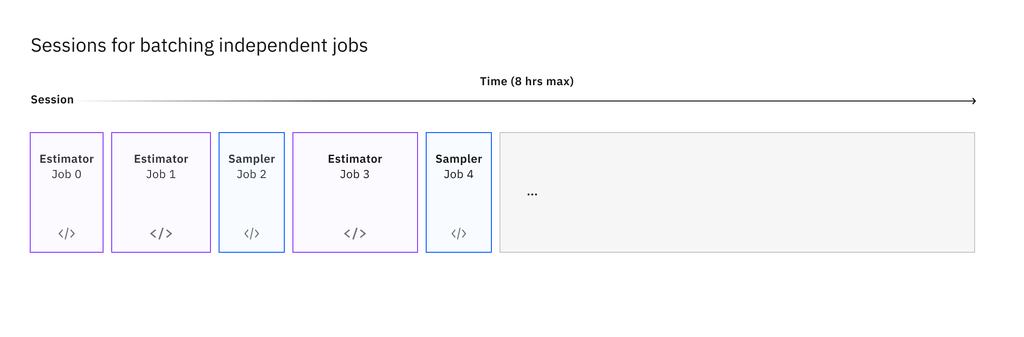 Sessions for batching independent jobs
Time (8 hrs max)
Session
Estimator
Job 0
</>
Estimator
Job 1
</>
Sampler
Job 2
</>
Estimator
Job 3
</>
Sampler
Job 4
</>
...